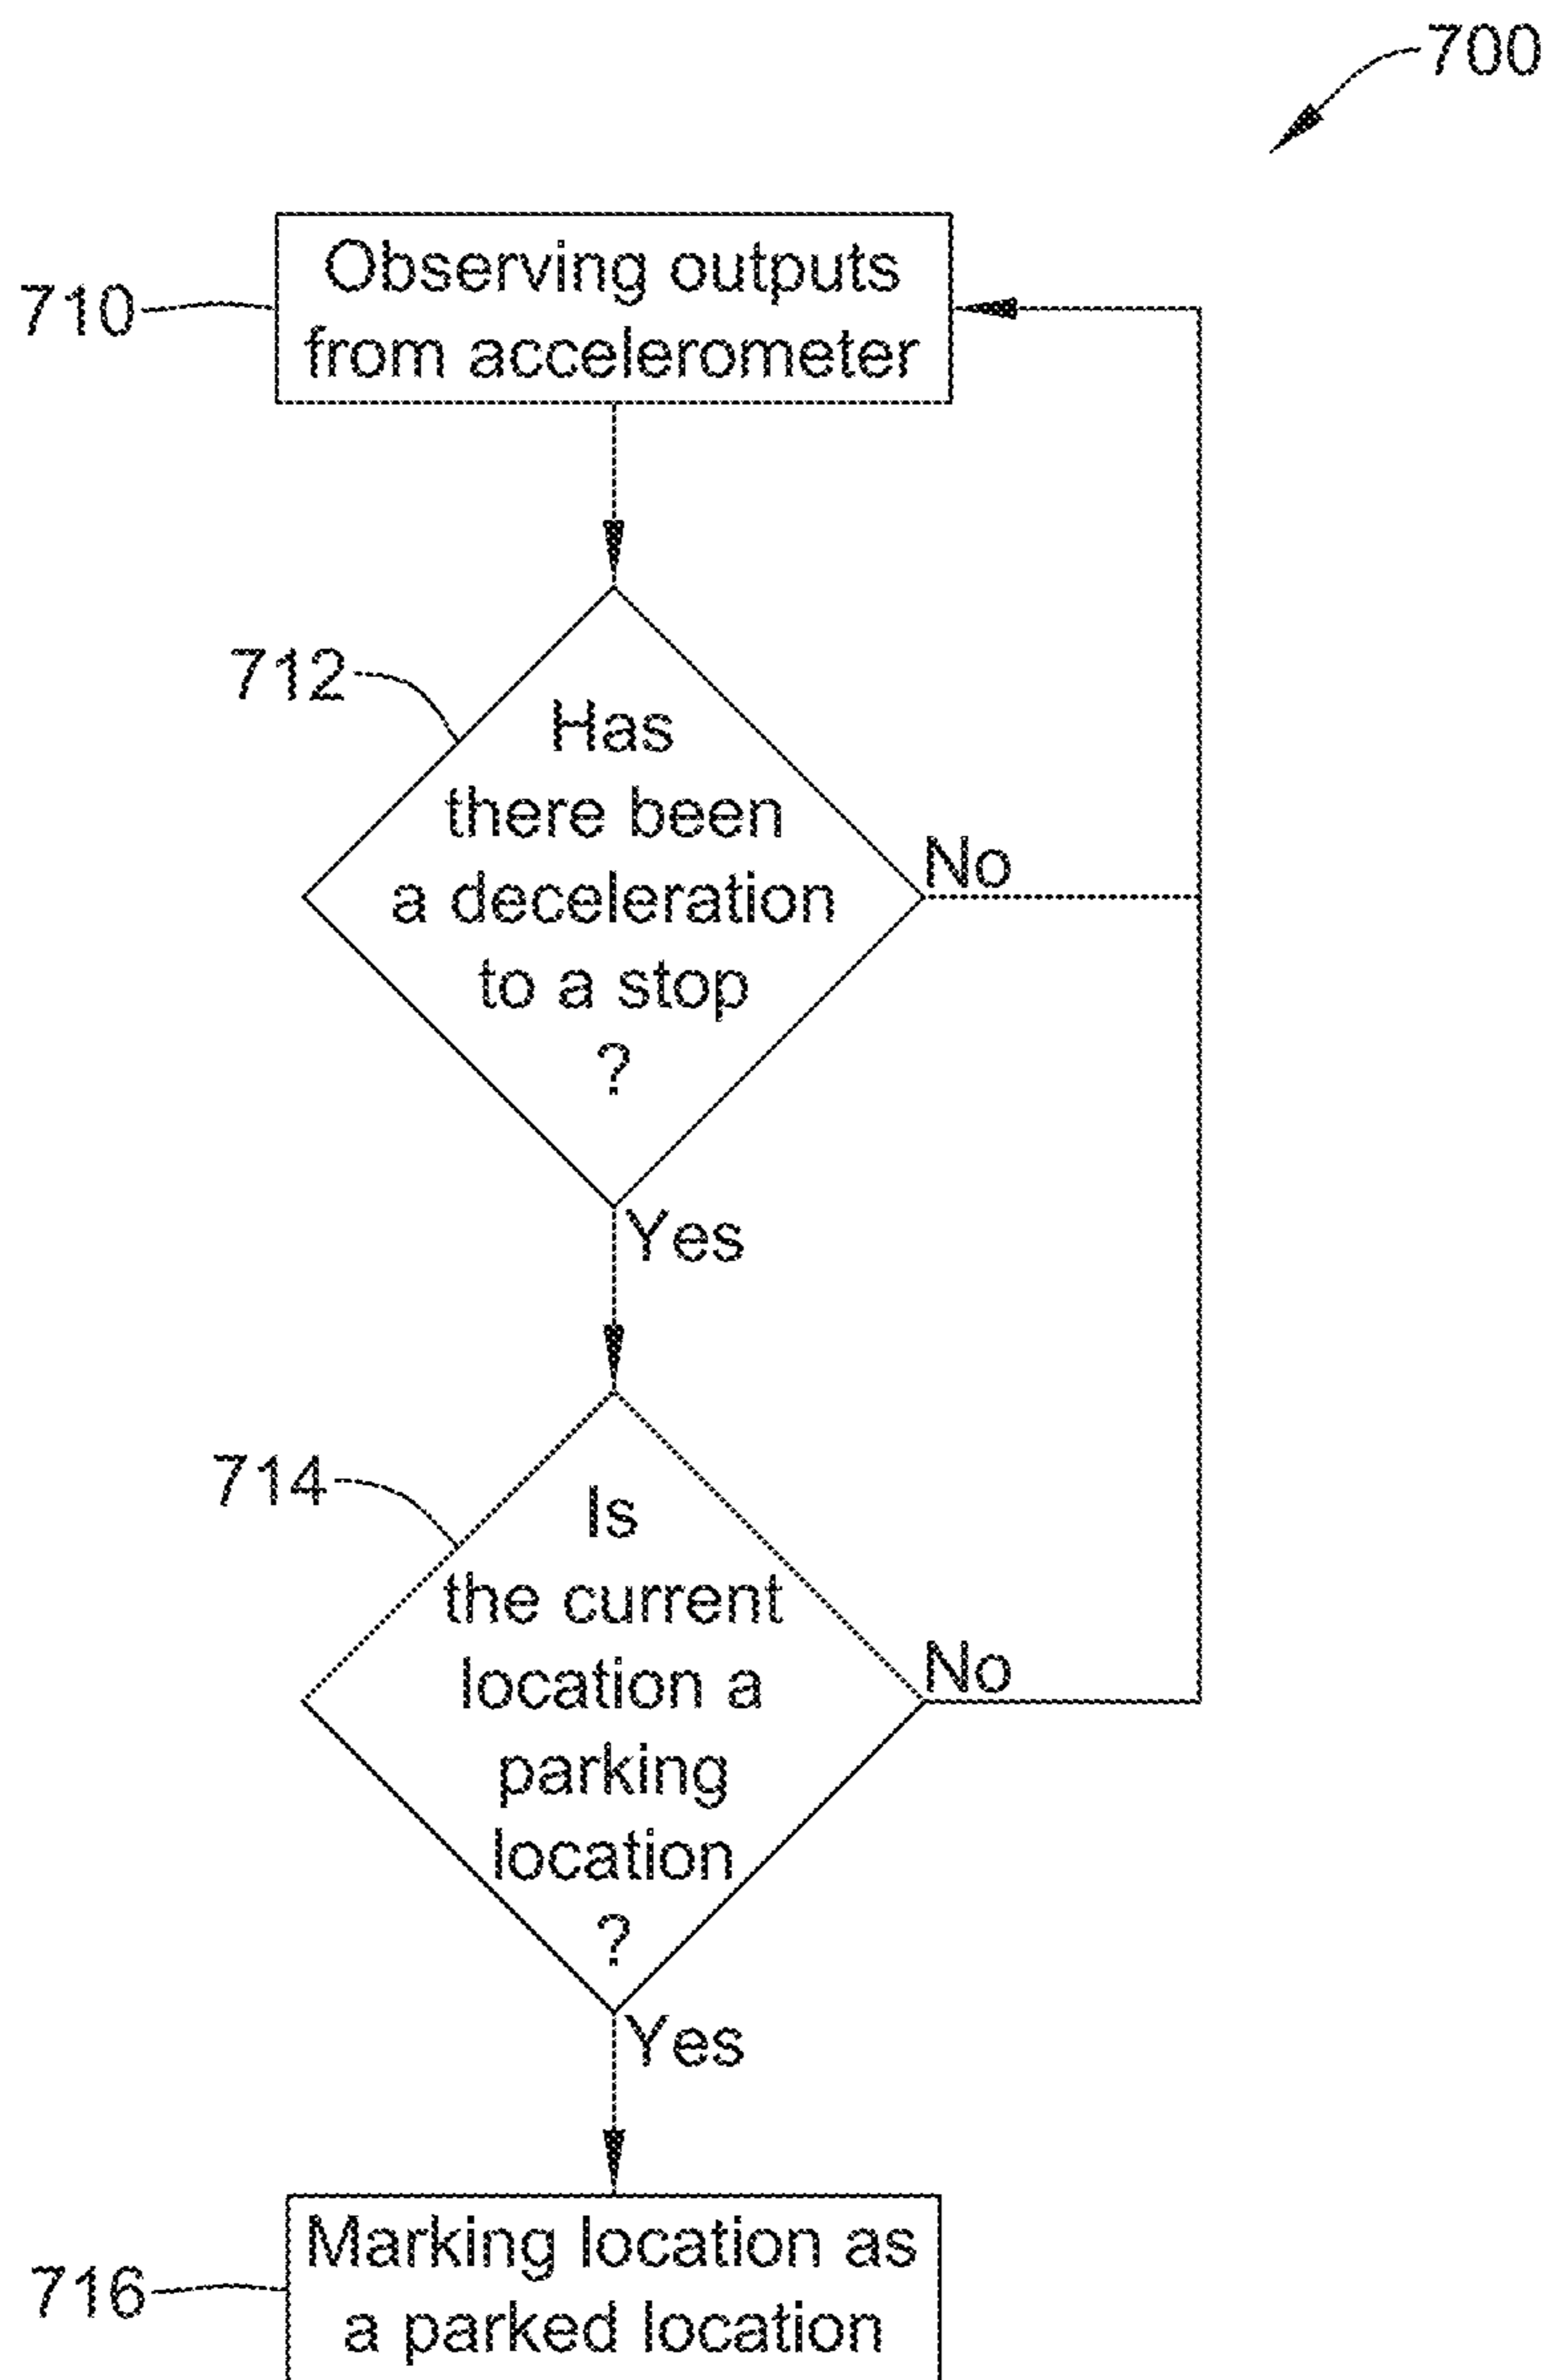 700
710
Observing outputs
from accelerometer
712
Has
there been
a deceleration
to a stop
?
No
Yes
714
Is
the current
location a
parking
location
?
No
Yes
716
Marking location as
a parked location